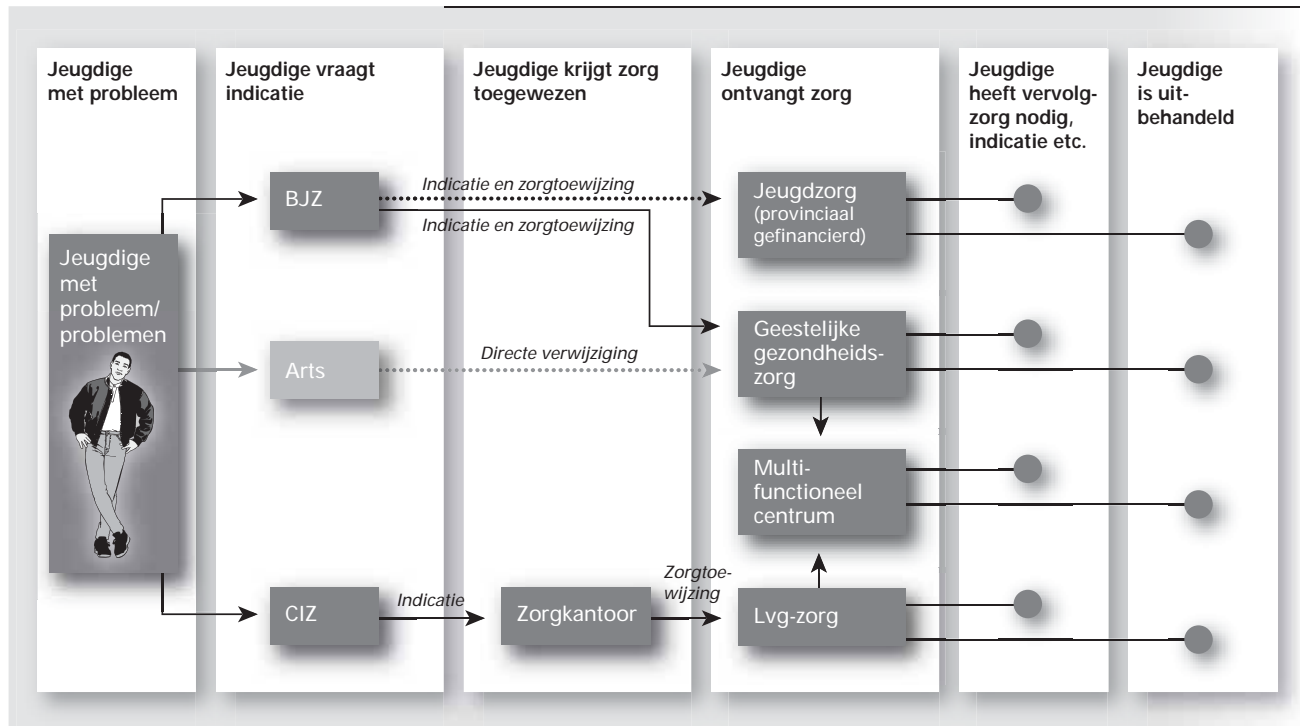 Jeugdige
met probleem
Jeugdige vraagt
indicatie
Jeugdige krijgt zorg
toegewezen
Jeugdige
ontvangt zorg
Jeugdige
heeft vervolg-
zorg nodig,
indicatie etc.
Jeugdige
is uit-
behandeld
Jeugdige
met
probleem/
problemen
BJZ
Indicatie en zorgtoewijzing
Indicatie en zorgtoewijzing
Jeugdzorg
(provinciaal
gefinancierd)
Arts
Directe verwijziging
Geestelijke
gezondheids-
zorg
Multi-
functioneel
centrum
CIZ
Indicatie
Zorgkantoor
Zorgtoe-
wijzing
Lvg-zorg